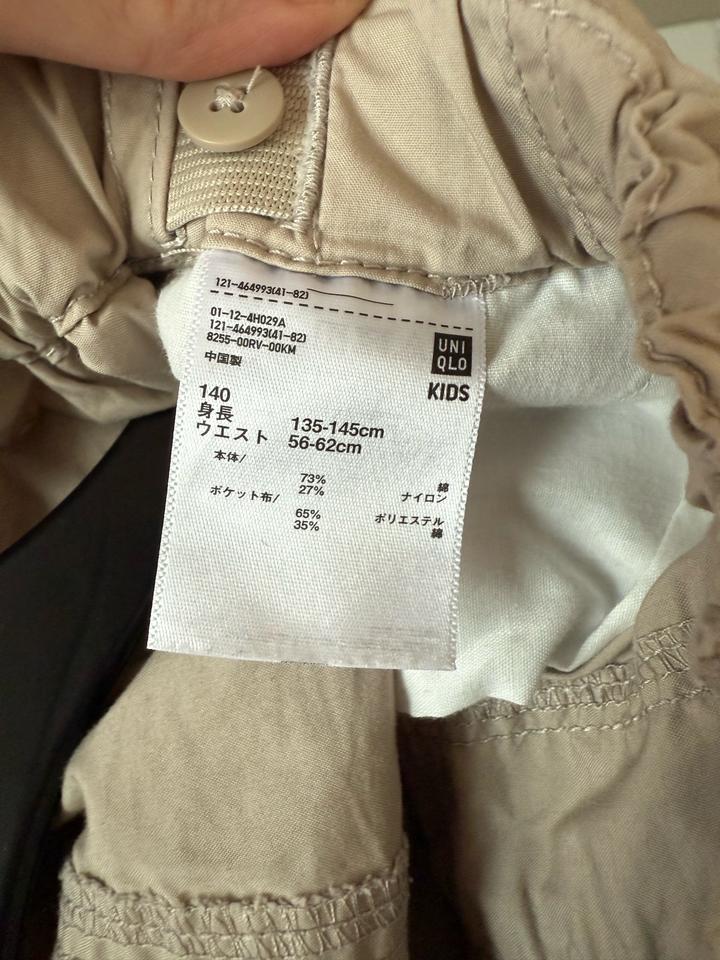 121-464993(41-82)
01-12-4H029A
121-464993(41-82)
8255-00RV-00KM
中国製
UNI
QLO
KIDS
140
身長 135-145cm
ウエスト 56-62cm
本体/
73% 綿
27% ナイロン
ポケット布/
65% ポリエステル
35% 綿